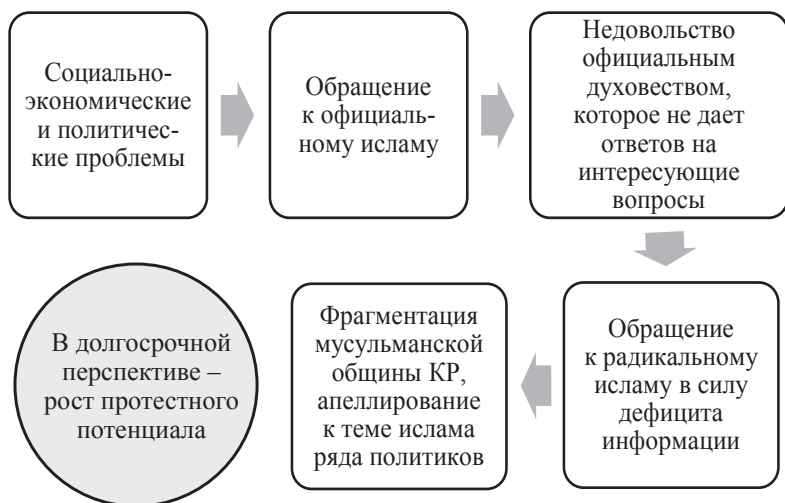 Социально-
экономические
и политичес-
кие проблемы
Обращение
к официаль-
ному исламу
Недовольство
официальным
духовеством,
которое не дает
ответов на
интересующие
вопросы
Обращение
к радикальному
исламу в силу
дефицита
информации
Фрагментация
мусульманской
общины КР,
апеллирование
к теме ислама
ряда политиков
В долгосрочной
перспективе –
рост протестного
потенциала